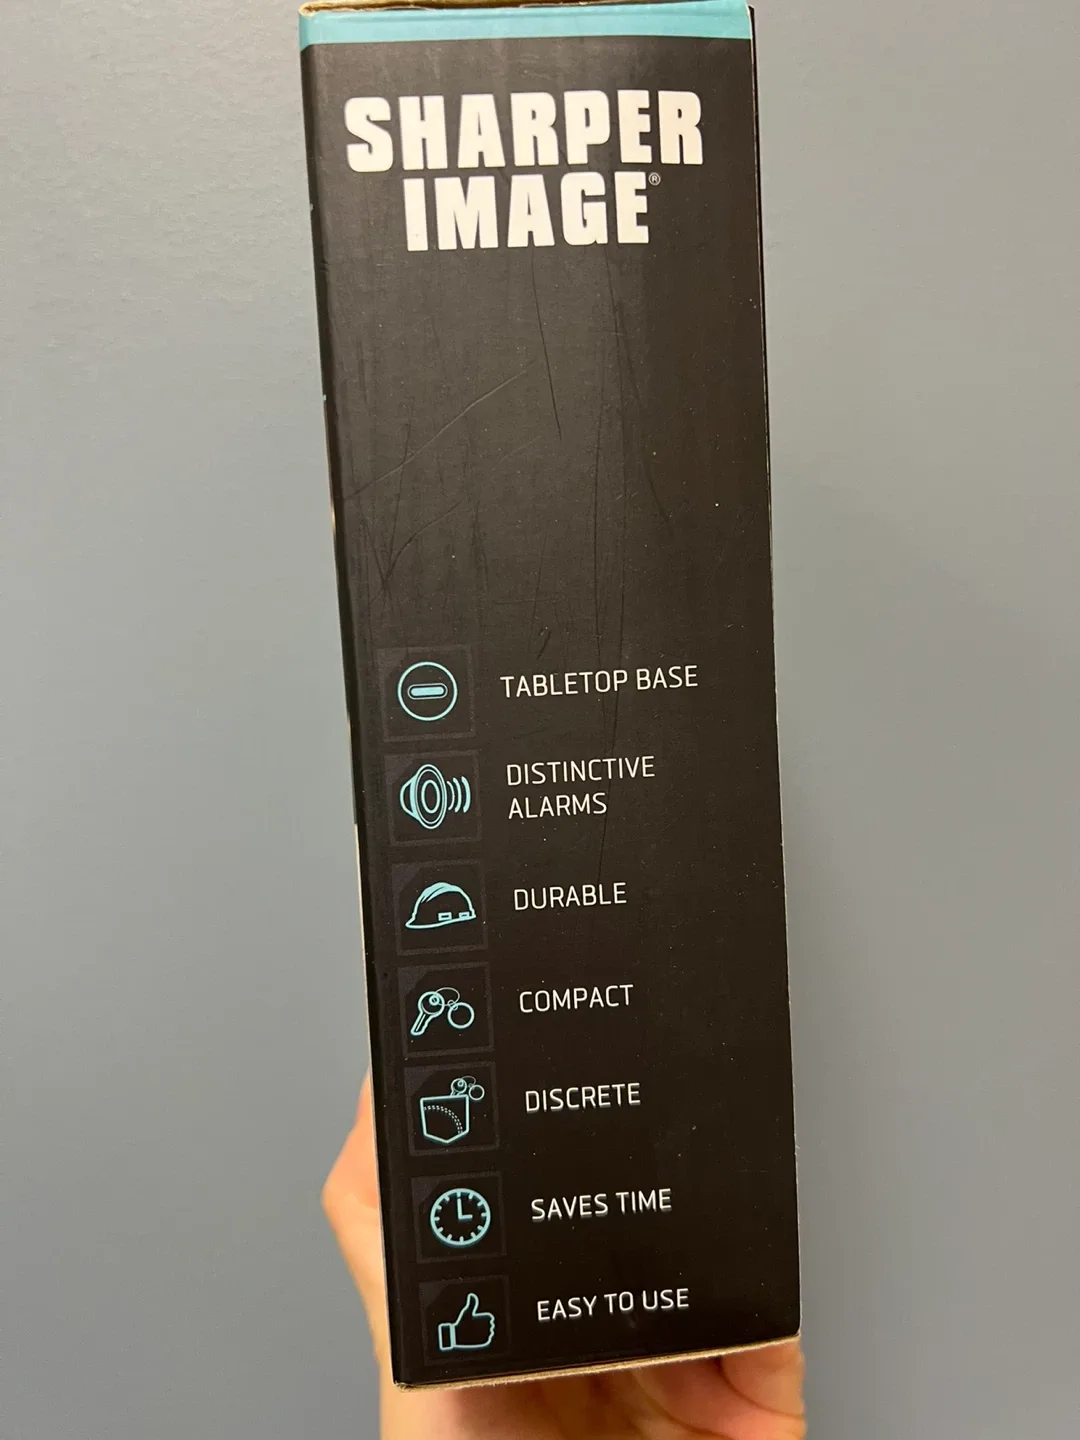 SHARPER
IMAGE®
TABLETOP BASE
DISTINCTIVE
ALARMS
DURABLE
COMPACT
DISCRETE
SAVES TIME
EASY TO USE